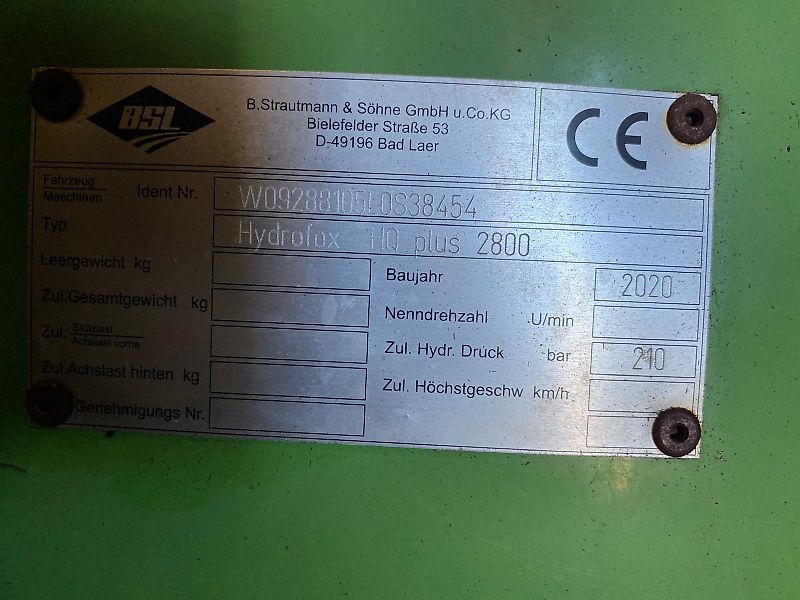 BSL
B.Strautmann & Söhne GmbH u.Co.KG
Bielefelder Straße 53
D-49196 Bad Laer
CE
Fahrzeug
Maschinen
Ident Nr. W09288105L0S38454
Typ Hydrofox HQ plus 2800
Leergewicht kg
Baujahr 2020
Zul.Gesamtgewicht kg
Nenndrehzahl U/min
Zul. Stützlast
Achslast vorne
Zul. Hydr. Druck bar 210
Zul.Achslast hinten kg
Zul. Höchstgeschw km/h
Genehmigungs Nr.